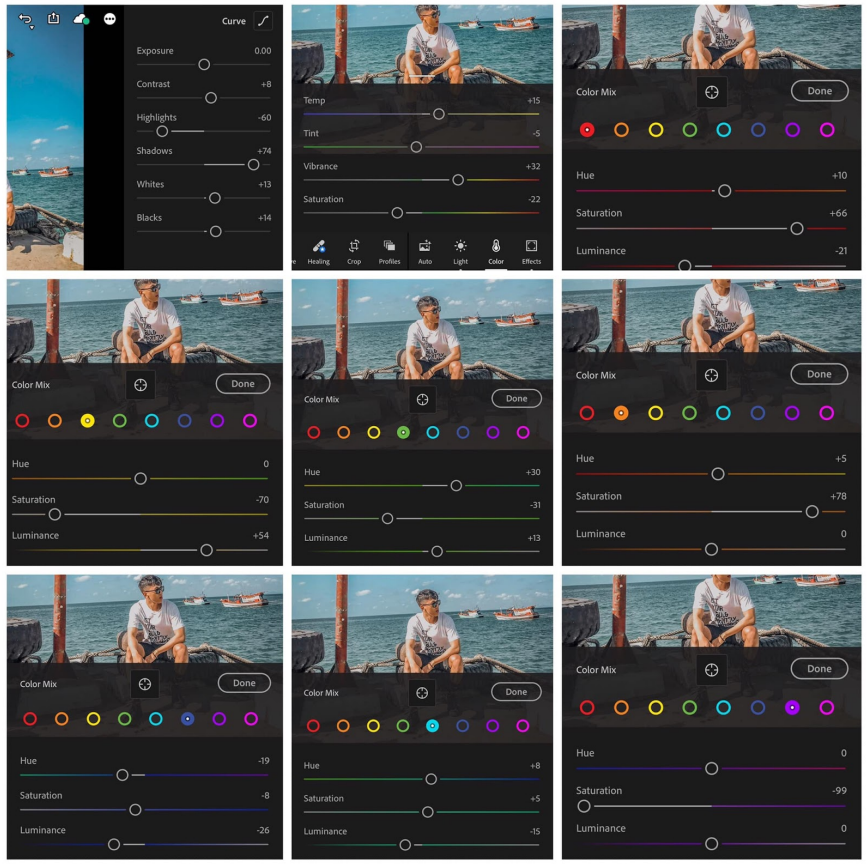 Curve
Exposure 0.00
Contrast +8
Highlights -60
Shadows +74
Whites +13
Blacks +14
Temp +15
Tint -5
Vibrance +32
Saturation -22
Healing Crop Profiles Auto Light Color Effects
Color Mix Done
Hue +10
Saturation +66
Luminance -21
Color Mix Done
Hue 0
Saturation -70
Luminance +54
Color Mix Done
Hue +30
Saturation -31
Luminance +13
Color Mix Done
Hue +5
Saturation +78
Luminance 0
Color Mix Done
Hue -19
Saturation -8
Luminance -26
Color Mix Done
Hue +8
Saturation +5
Luminance -15
Color Mix Done
Hue 0
Saturation -99
Luminance 0